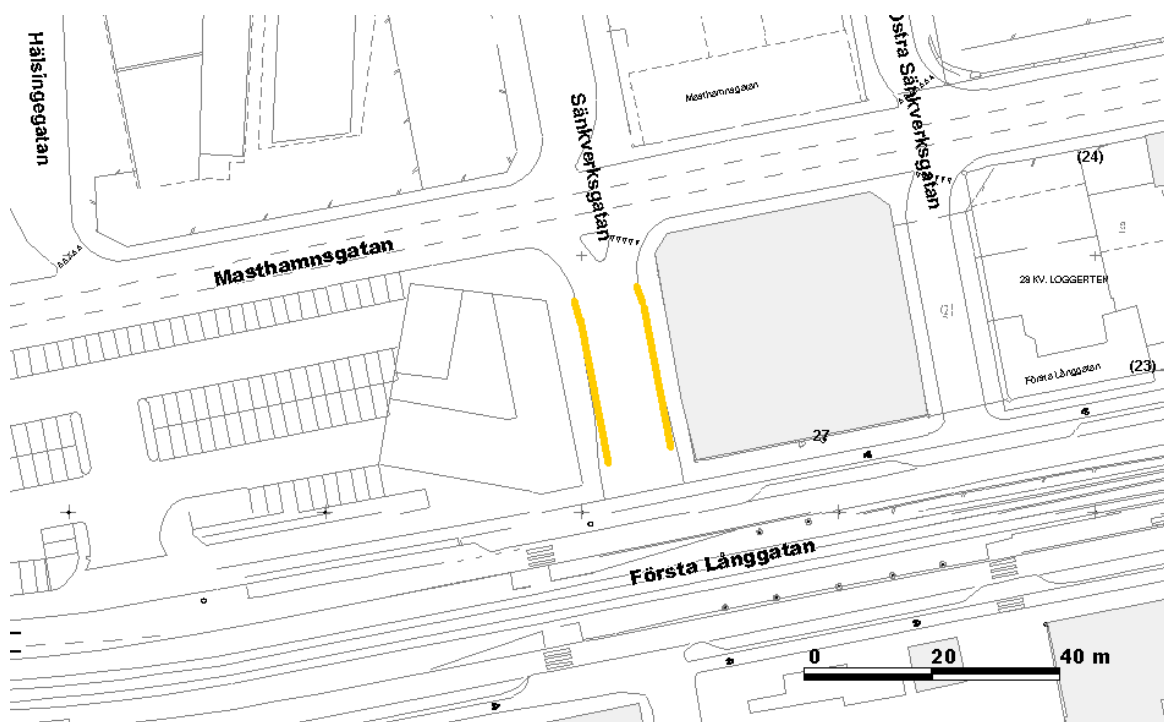 Hälsingegatan
Sänkverksgatan
Östra Sänkverksgatan
Masthamnsgatan
(24)
Masthamnsgatan
28 KV. LOGGERTEN
Första Långgatan
(23)
27
Första Långgatan
0 20 40 m